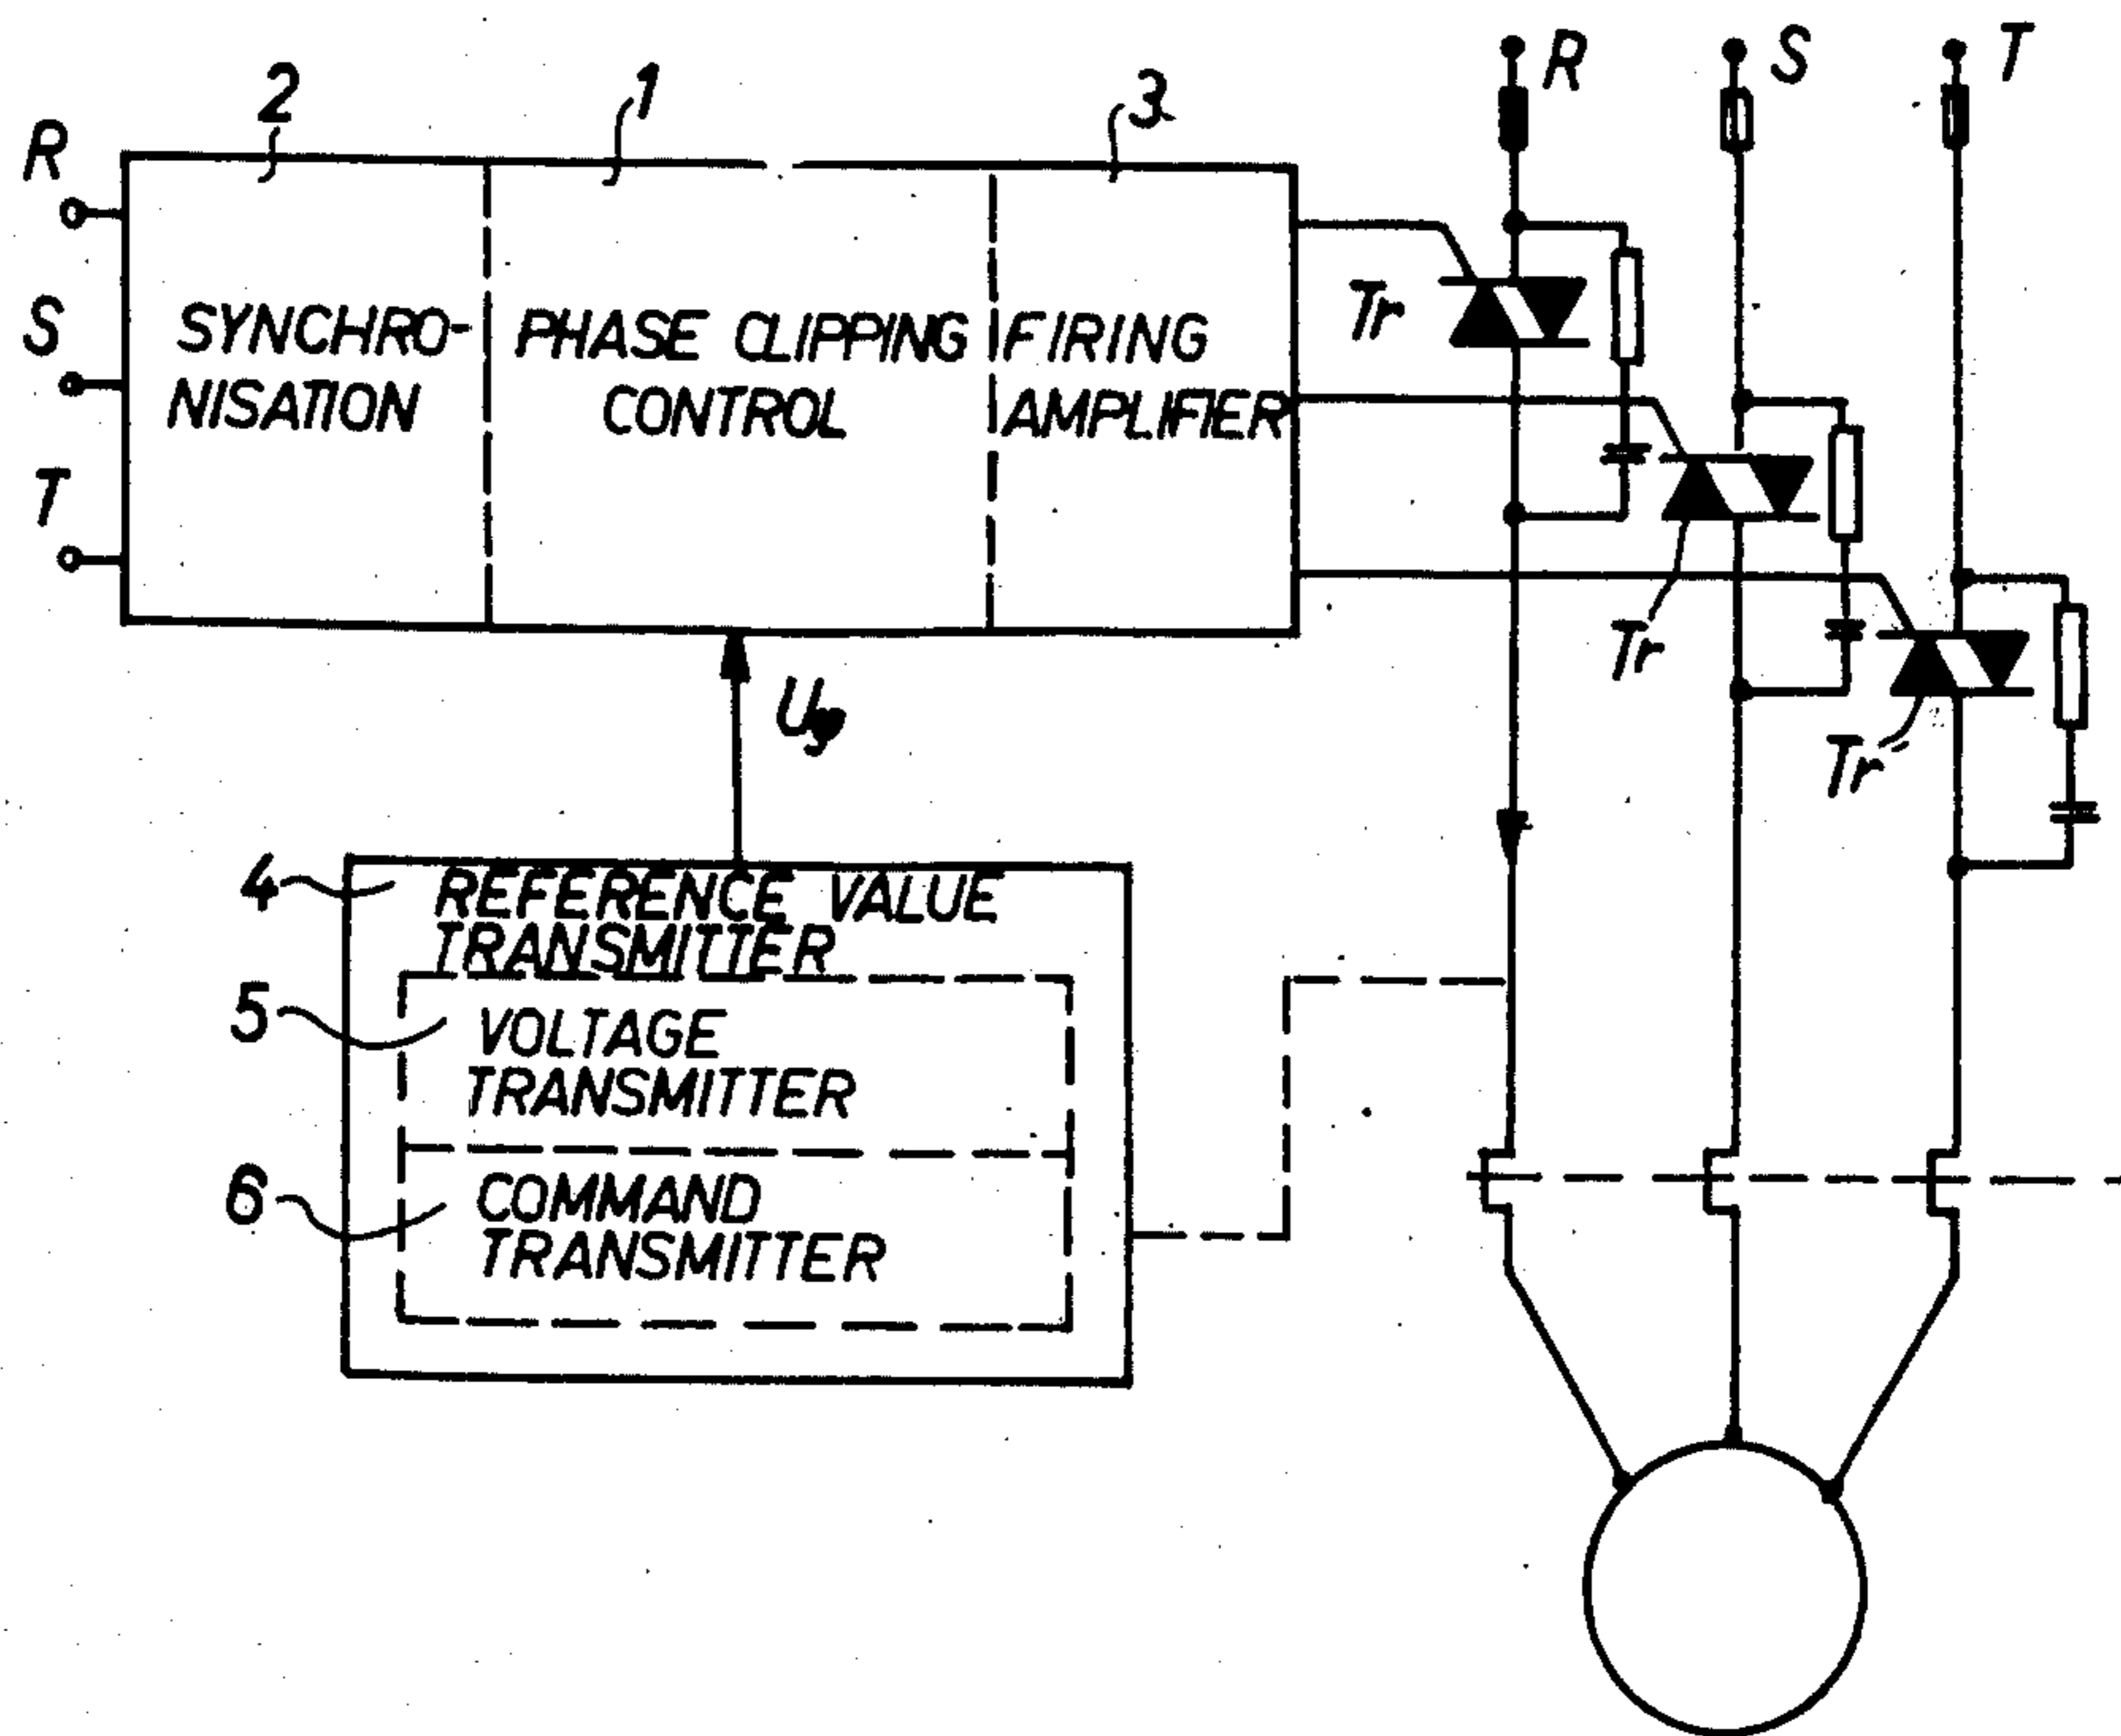 2
1
3
R
S
T
R
S
T
SYNCHRO-
NISATION
PHASE CLIPPING
CONTROL
FIRING
AMPLIFIER
Tr
Tr
Tr
4
REFERENCE VALUE
TRANSMITTER
5
VOLTAGE
TRANSMITTER
6
COMMAND
TRANSMITTER